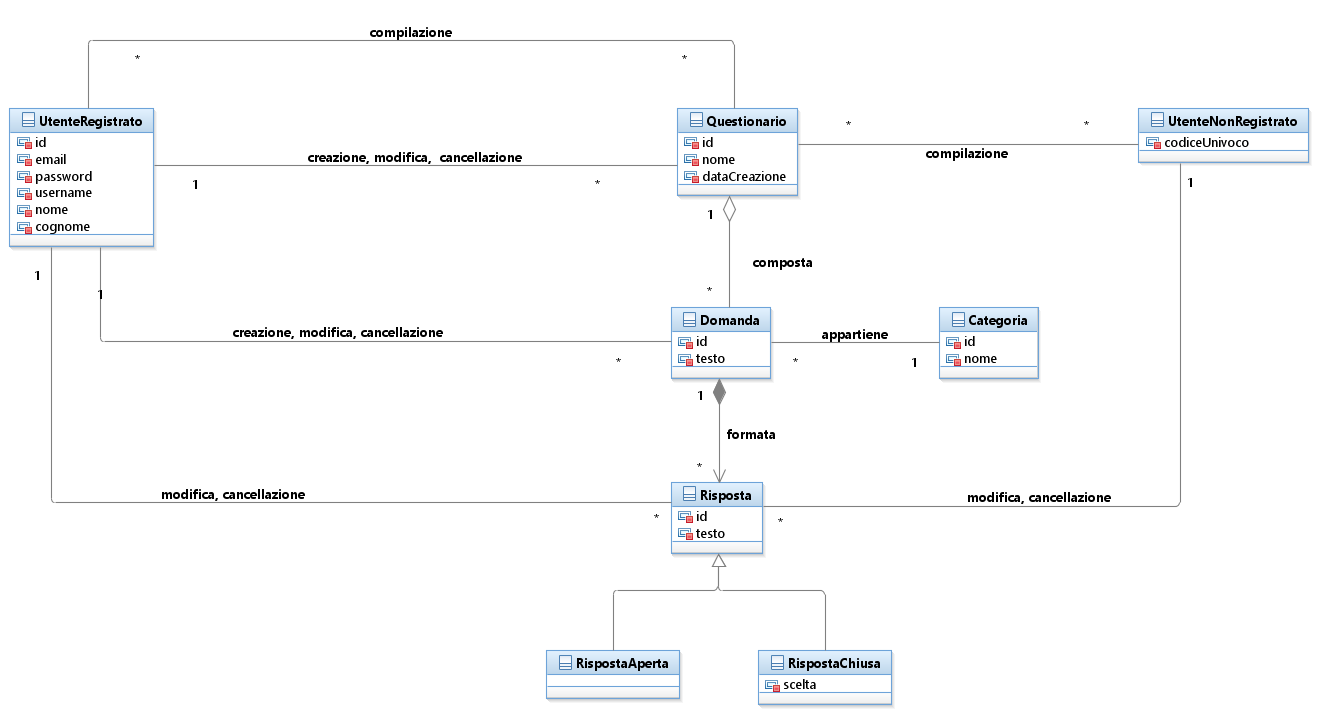 compilazione
*
*
UtenteRegistrato
id
email
password
username
nome
cognome
creazione, modifica, cancellazione
1
*
Questionario
id
nome
dataCreazione
*
*
compilazione
UtenteNonRegistrato
codiceUnivoco
1
1
composta
*
1
1
creazione, modifica, cancellazione
*
Domanda
id
testo
appartiene
*
1
Categoria
id
nome
1
formata
*
modifica, cancellazione
*
Risposta
id
testo
modifica, cancellazione
*
RispostaAperta
RispostaChiusa
scelta